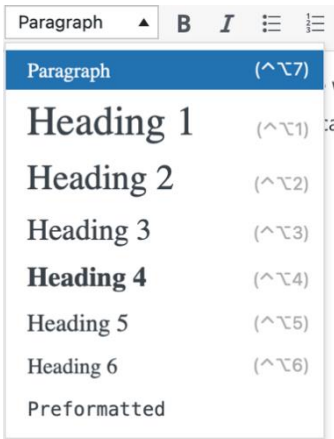 Paragraph ▲ B I
Paragraph (^⌥7)
Heading 1 (^⌥1)
Heading 2 (^⌥2)
Heading 3 (^⌥3)
Heading 4 (^⌥4)
Heading 5 (^⌥5)
Heading 6 (^⌥6)
Preformatted